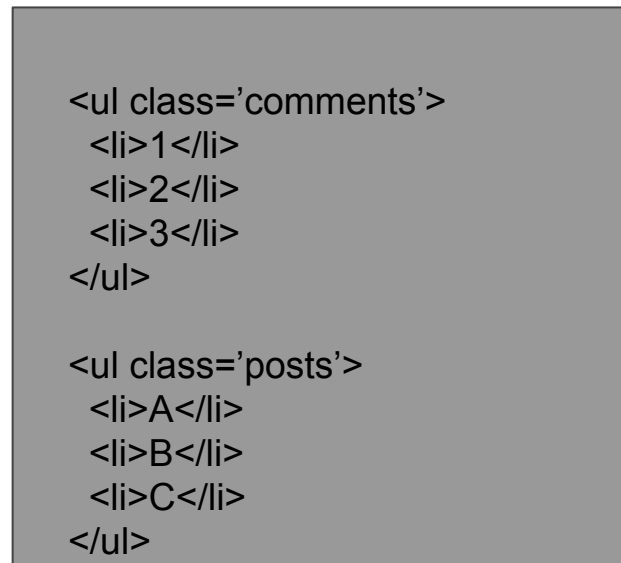 <ul class=’comments’>
<li>1</li>
<li>2</li>
<li>3</li>
</ul>
<ul class=’posts’>
<li>A</li>
<li>B</li>
<li>C</li>
</ul>